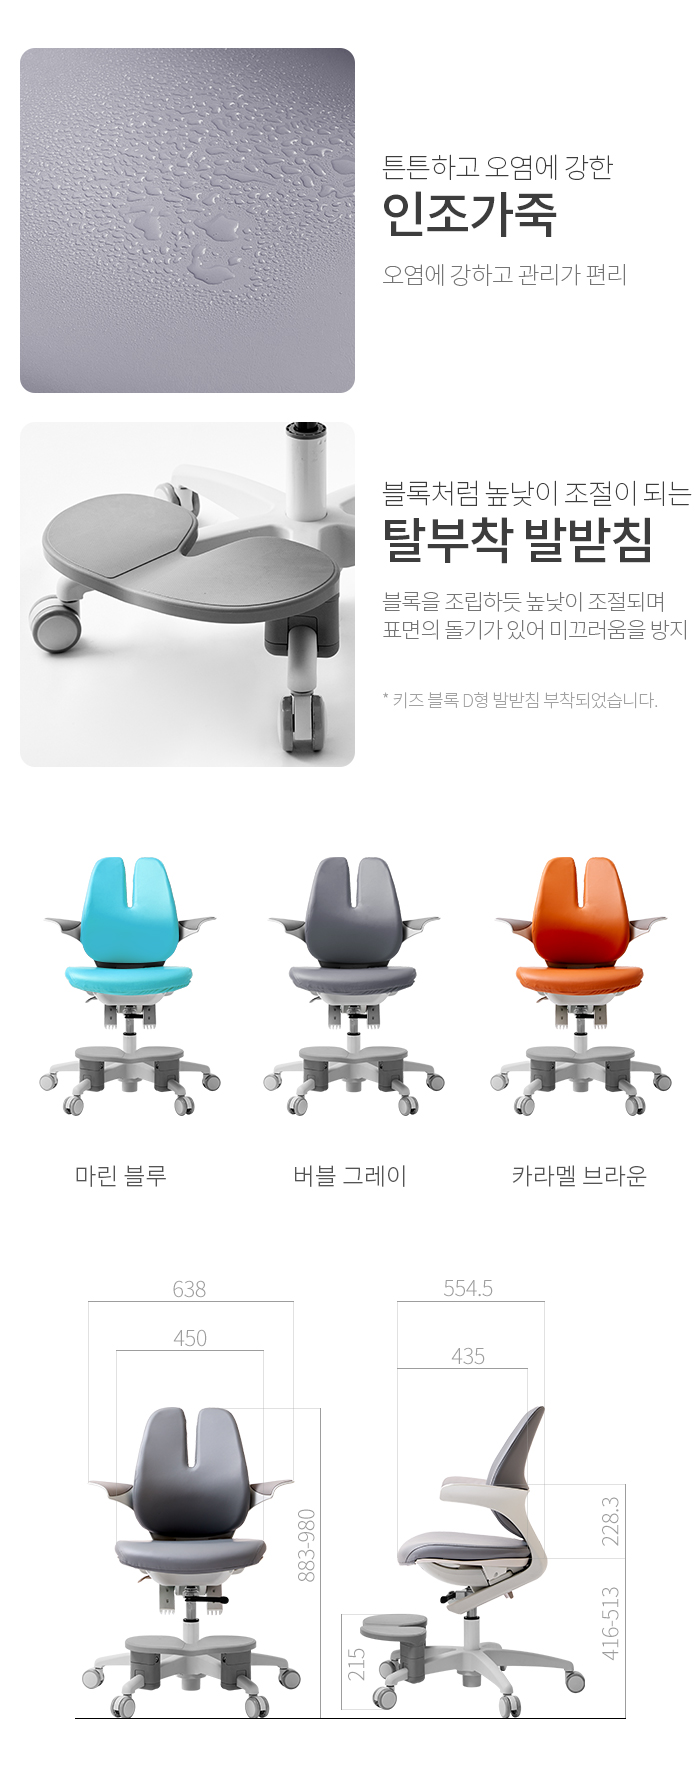 튼튼하고 오염에 강한
인조가죽
오염에 강하고 관리가 편리
블록처럼 높낮이 조절이 되는
탈부착 발받침
블록을 조립하듯 높낮이 조절되며
표면의 돌기가 있어 미끄러움을 방지
* 키즈 블록 D형 발받침 부착되었습니다.
마린 블루
버블 그레이
카라멜 브라운
638
450
883-980
554.5
435
228.3
416-513
215